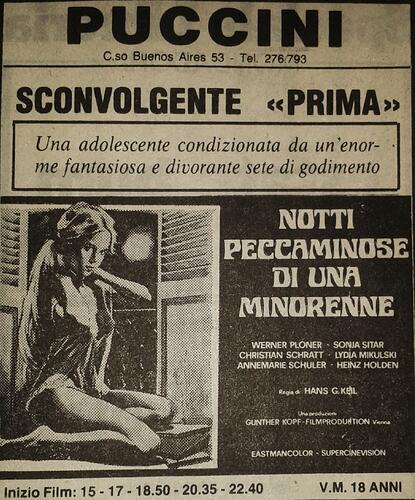 PUCCINI
C.so Buenos Aires 53 - Tel. 276.793
SCONVOLGENTE «PRIMA»
Una adolescente condizionata da un'enor-
me fantasiosa e divorante sete di godimento
NOTTI
PECCAMINOSE
DI UNA
MINORENNE
WERNER PLONER · SONJA SITAR
CHRISTIAN SCHRATT · LYDIA MIKULSKI
ANNEMARIE SCHULER · HEINZ HOLDEN
Regia di HANS G. KEIL
Una produzione
GUNTHER KOPF-FILMPRODUKTION Vienna
EASTMANCOLOR - SUPERCINEVISION
Inizio Film: 15 - 17 - 18.50 - 20.35 - 22.40
V.M. 18 ANNI